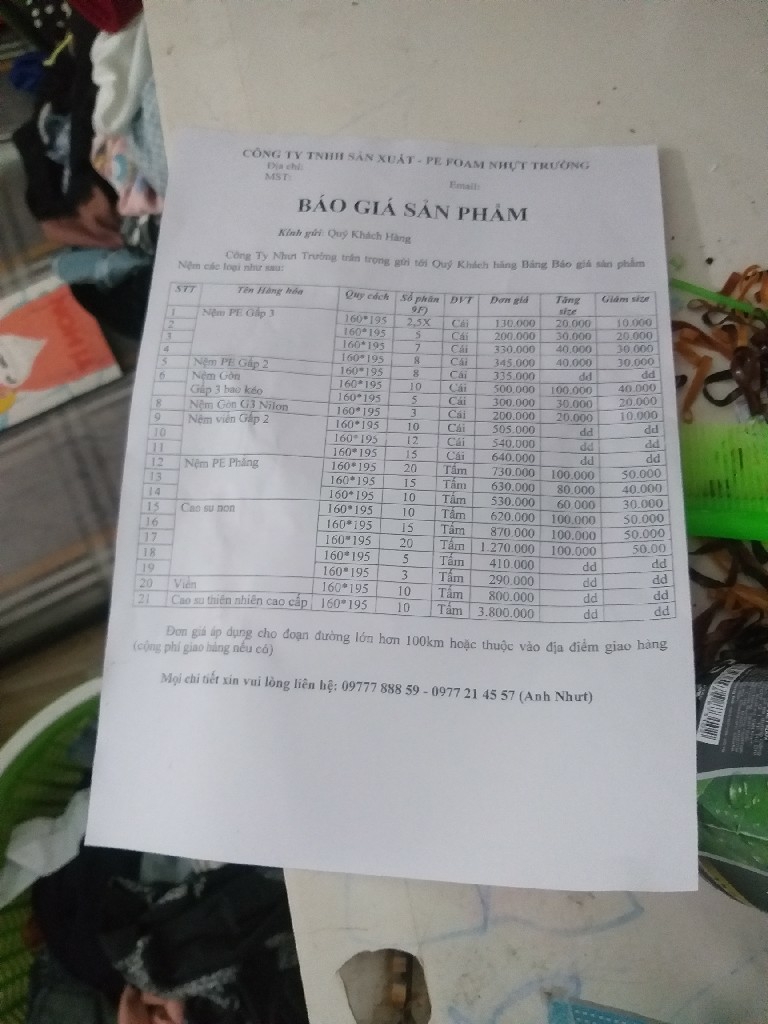 CÔNG TY TNHH SẢN XUẤT - PE FOAM NHỰT TRƯỜNG
Địa chỉ:
MST: Email:
BÁO GIÁ SẢN PHẨM
Kính gửi: Quý Khách Hàng
Công Ty Nhựt Trường trân trọng gửi tới Quý Khách hàng Bảng Báo giá sản phẩm
Nệm các loại như sau:
STT Tên Hàng hóa Quy cách Số phân 9F) ĐVT Đơn giá Tăng size Giảm size
1 Nệm PE Gấp 3 160*195 2,5X Cái 130.000 20.000 10.000
2 160*195 5 Cái 200.000 30.000 20.000
3 160*195 7 Cái 330.000 40.000 30.000
4 160*195 8 Cái 345.000 40.000 30.000
5 Nệm PE Gấp 2 160*195 8 Cái 335.000 dd dd
6 Nệm Gòn Gấp 3 bao kéo 160*195 10 Cái 500.000 100.000 40.000
160*195 5 Cái 300.000 30.000 20.000
8 Nệm Gòn G3 Nilon 160*195 3 Cái 200.000 20.000 10.000
9 Nệm viên Gấp 2 160*195 10 Cái 505.000 dd dd
10 160*195 12 Cái 540.000 dd dd
11 160*195 15 Cái 640.000 dd dd
12 Nệm PE Phẳng 160*195 20 Tấm 730.000 100.000 50.000
13 160*195 15 Tấm 630.000 80.000 40.000
14 160*195 10 Tấm 530.000 60.000 30.000
15 Cao su non 160*195 10 Tấm 620.000 100.000 50.000
16 160*195 15 Tấm 870.000 100.000 50.000
17 160*195 20 Tấm 1.270.000 100.000 50.00
18 160*195 5 Tấm 410.000 dd dd
19 160*195 3 Tấm 290.000 dd dd
20 Viên 160*195 10 Tấm 800.000 dd dd
21 Cao su thiên nhiên cao cấp 160*195 10 Tấm 3.800.000 dd dd
Đơn giá áp dụng cho đoạn đường lớn hơn 100km hoặc thuộc vào địa điểm giao hàng
(cộng phí giao hàng nếu có)
Mọi chi tiết xin vui lòng liên hệ: 09777 888 59 - 0977 21 45 57 (Anh Nhựt)